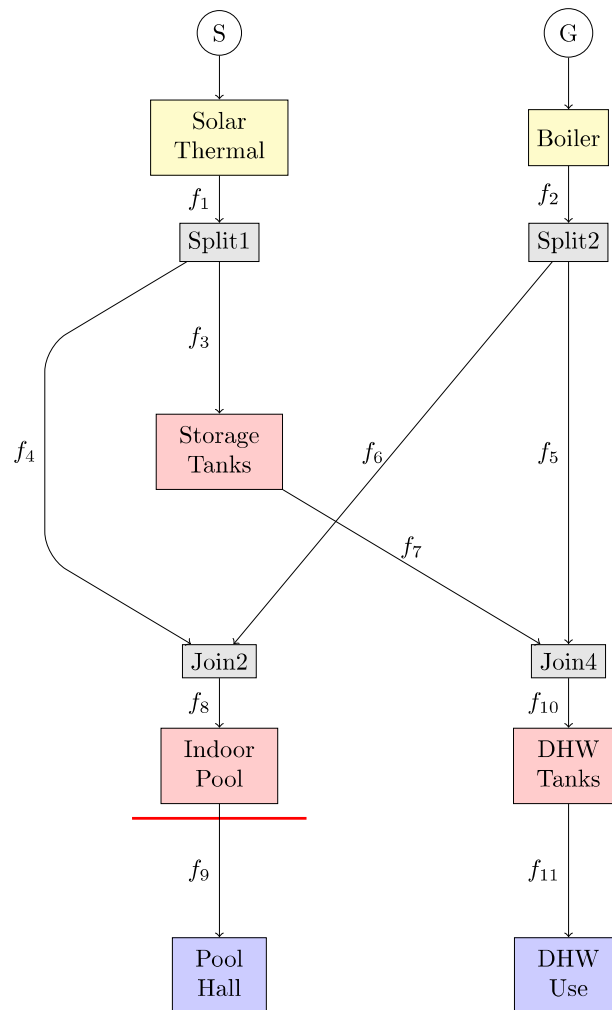 S
G
Solar
Thermal
Boiler
f₁
f₂
Split1
Split2
f₃
f₄
Storage
Tanks
f₆
f₅
f₇
Join2
Join4
f₈
f₁₀
Indoor
Pool
DHW
Tanks
f₉
f₁₁
Pool
Hall
DHW
Use